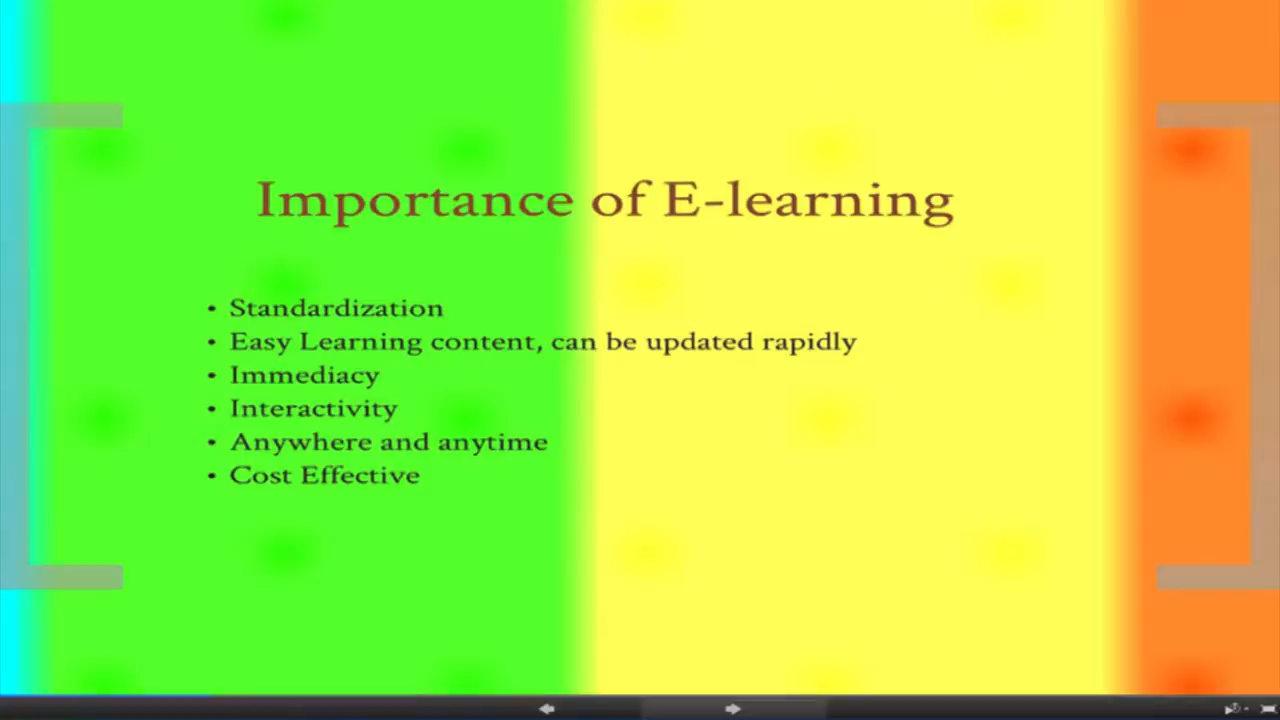 Importance of E-learning
• Standardization
• Easy Learning content, can be updated rapidly
• Immediacy
• Interactivity
• Anywhere and anytime
• Cost Effective